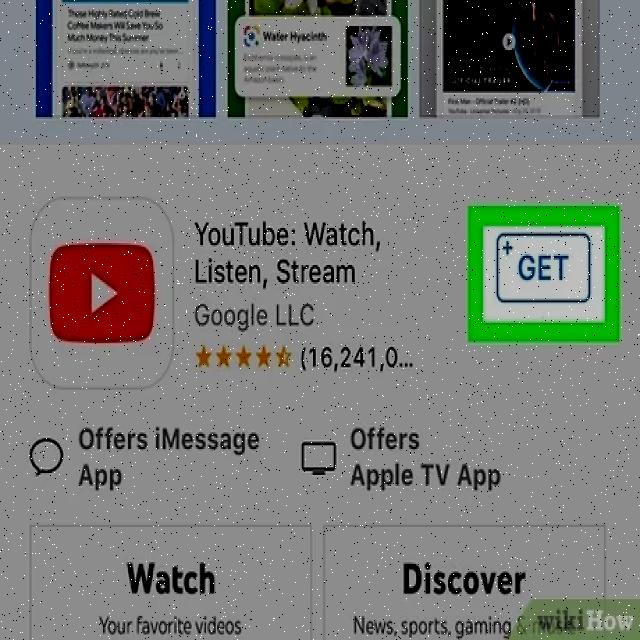 Those Highly Rated Cold Brew
Coffee Makers Will Save You So
Much Money This Summer
Water Hyacinth
YouTube: Watch,
Listen, Stream
Google LLC
(16,241,0...
+
GET
Offers iMessage
App
Offers
Apple TV App
Watch
Your favorite videos
Discover
News, sports, gaming &
wikiHow